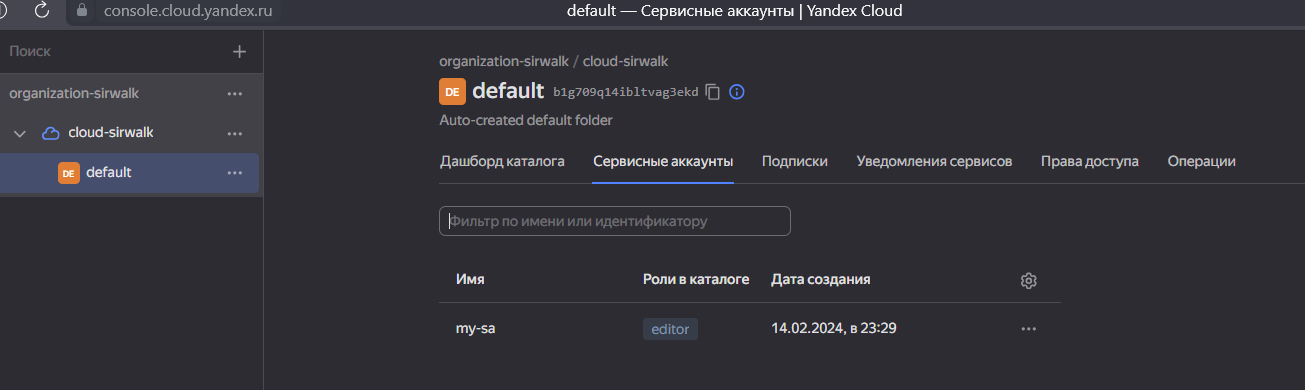 console.cloud.yandex.ru
default — Сервисные аккаунты | Yandex Cloud
Поиск
organization-sirwalk
cloud-sirwalk
DE default
organization-sirwalk / cloud-sirwalk
DE default b1g709q14ibltvag3ekd
Auto-created default folder
Дашборд каталога Сервисные аккаунты Подписки Уведомления сервисов Права доступа Операции
Фильтр по имени или идентификатору
Имя Роли в каталоге Дата создания
my-sa editor 14.02.2024, в 23:29